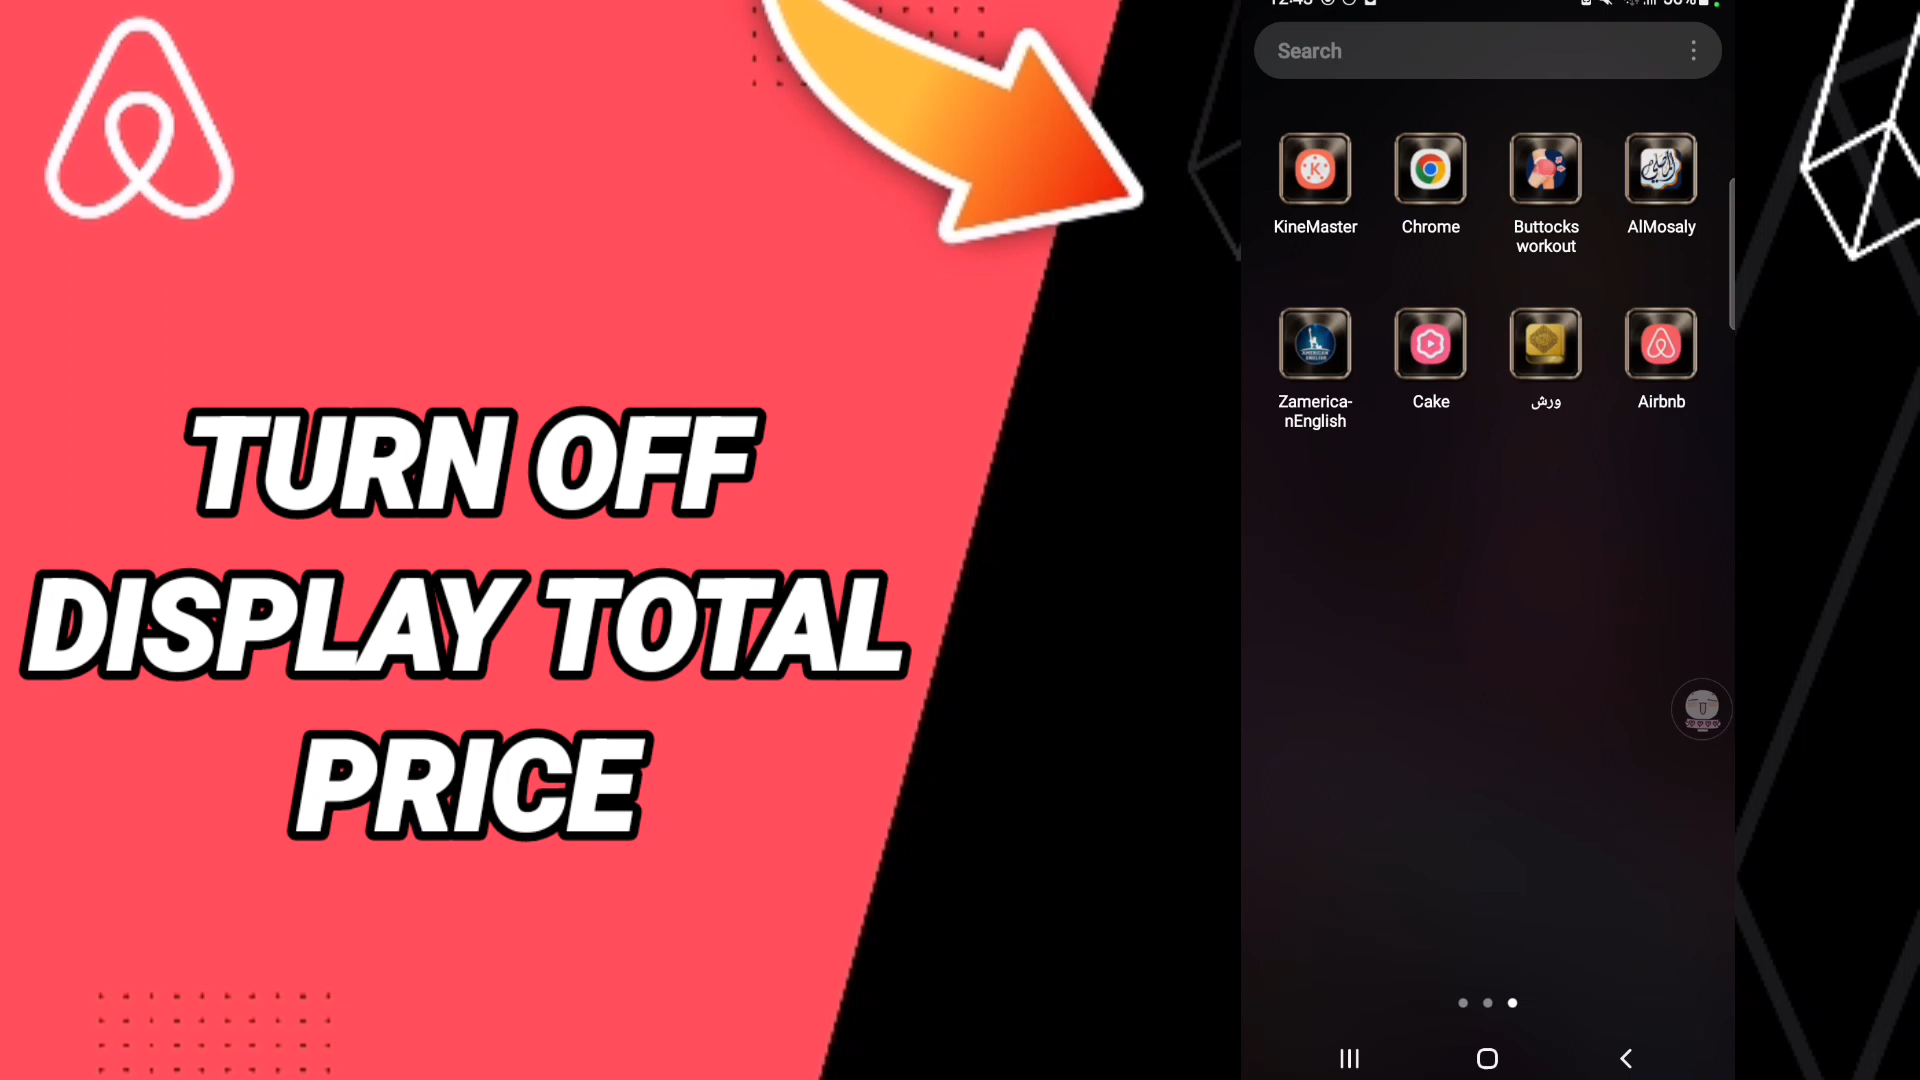 TURN OFF
DISPLAY TOTAL
PRICE
Search
KineMaster
Chrome
Buttocks
workout
AlMosaly
Zamerica-
nEnglish
Cake
ورش
Airbnb